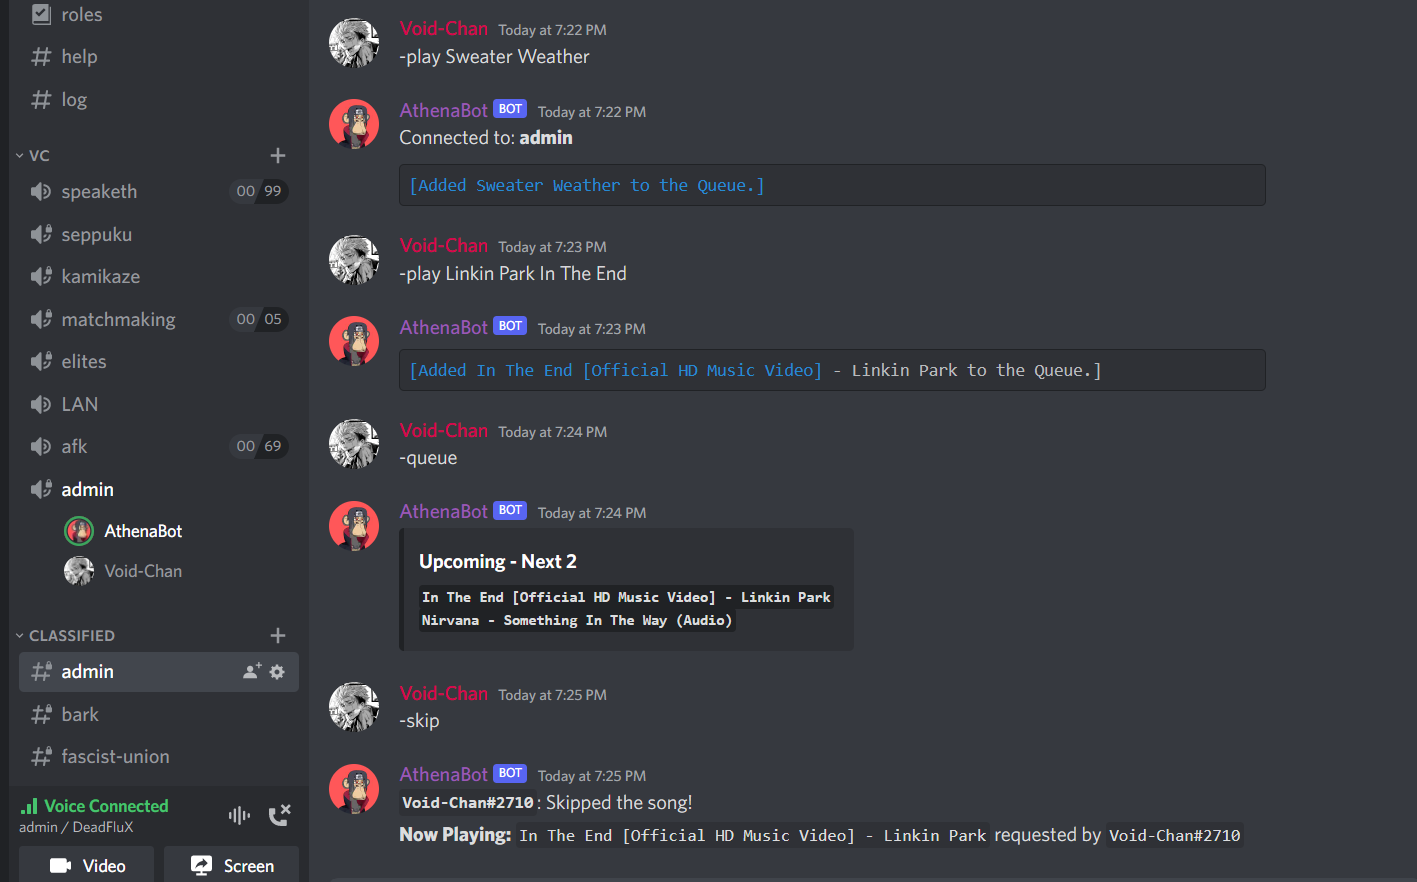 roles
help
log
VC
speaketh 00 99
seppuku
kamikaze
matchmaking 00 05
elites
LAN
afk 00 69
admin
AthenaBot
Void-Chan
CLASSIFIED
admin
bark
fascist-union
Voice Connected
admin / DeadFluX
Video Screen
Void-Chan Today at 7:22 PM
-play Sweater Weather
AthenaBot BOT Today at 7:22 PM
Connected to: admin
[Added Sweater Weather to the Queue.]
Void-Chan Today at 7:23 PM
-play Linkin Park In The End
AthenaBot BOT Today at 7:23 PM
[Added In The End [Official HD Music Video] - Linkin Park to the Queue.]
Void-Chan Today at 7:24 PM
-queue
AthenaBot BOT Today at 7:24 PM
Upcoming - Next 2
In The End [Official HD Music Video] - Linkin Park
Nirvana - Something In The Way (Audio)
Void-Chan Today at 7:25 PM
-skip
AthenaBot BOT Today at 7:25 PM
Void-Chan#2710: Skipped the song!
Now Playing: In The End [Official HD Music Video] - Linkin Park requested by Void-Chan#2710